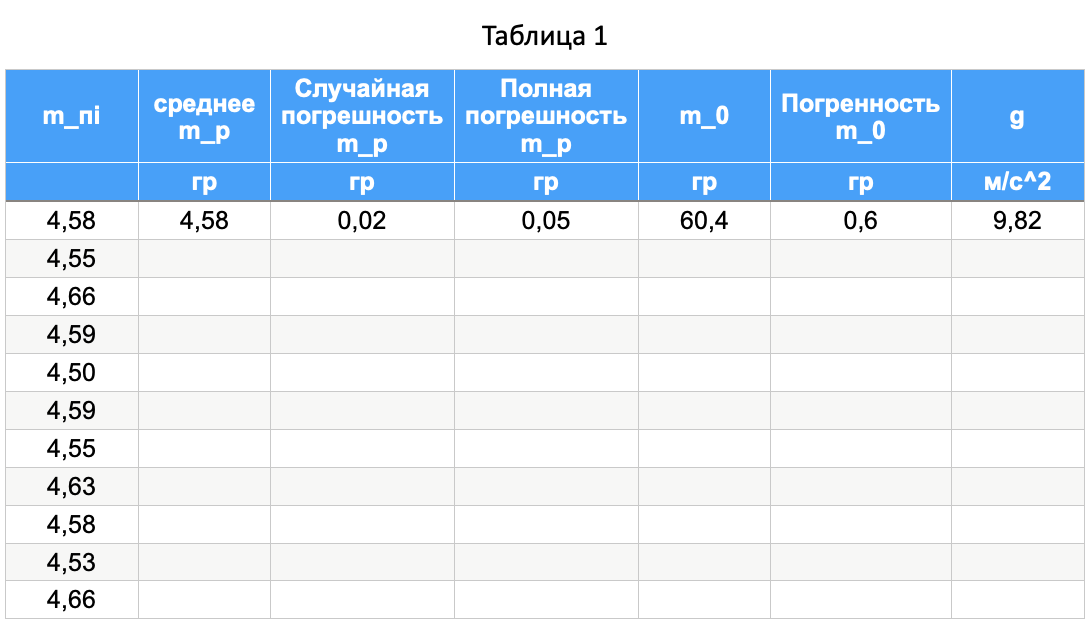 Таблица 1
m_пi
среднее
m_p
Случайная
погрешность
m_p
Полная
погрешность
m_p
m_0
Погренность
m_0
g
гр гр гр гр гр м/с^2
4,58 4,58 0,02 0,05 60,4 0,6 9,82
4,55
4,66
4,59
4,50
4,59
4,55
4,63
4,58
4,53
4,66